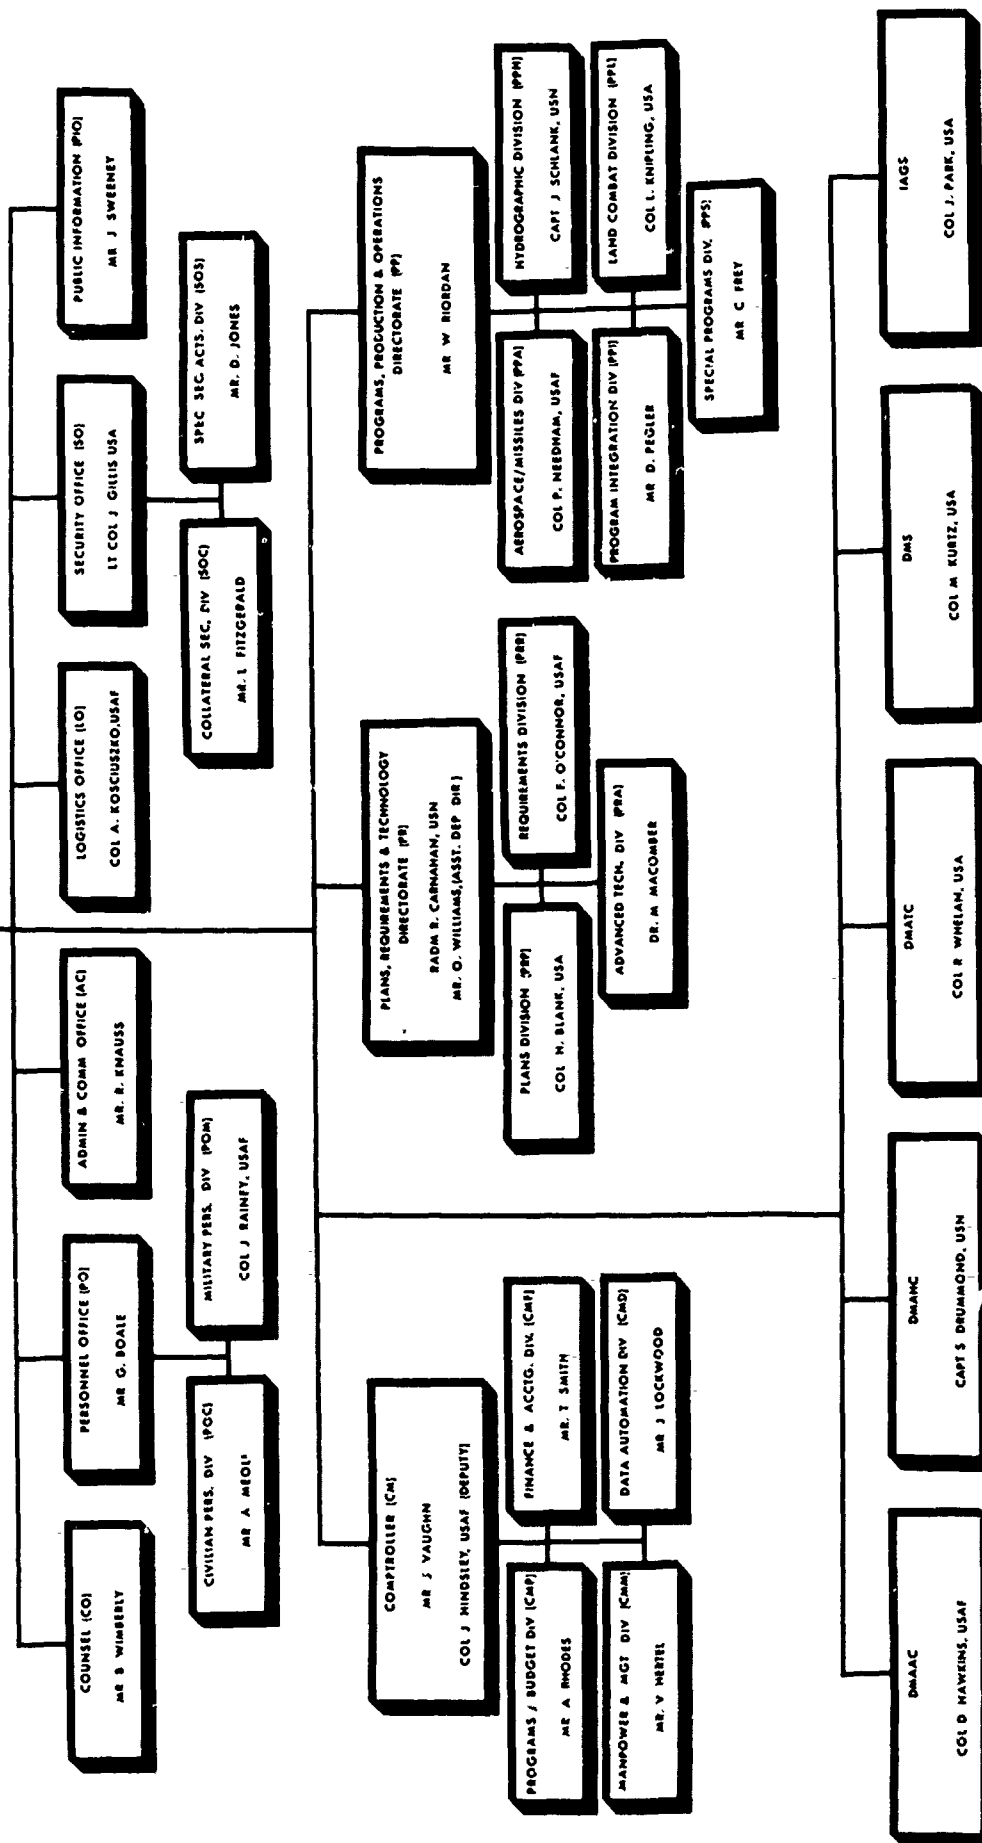 COUNSEL (CO)
MR B WIMBERLY
PERSONNEL OFFICE (PO)
MR G. BOALE
ADMIN & COMM OFFICE (AC)
MR. R. KNAUSS
LOGISTICS OFFICE (LO)
COL A. KOSCIUSZKO, USAF
SECURITY OFFICE (SO)
LT COL J GILLIS USA
PUBLIC INFORMATION (PIO)
MR J SWEENEY
CIVILIAN PERS. DIV (POC)
MR A MEOLI
MILITARY PERS. DIV (POM)
COL J RAINEY, USAF
COLLATERAL SEC. DIV (SOC)
MR. L FITZGERALD
SPEC SEC. ACTS. DIV (SOS)
MR. D. JONES
COMPTROLLER (CM)
MR S VAUGHN
COL J HINDSLEY, USAF (DEPUTY)
PLANS, REQUIREMENTS & TECHNOLOGY
DIRECTORATE (PR)
RADM R. CARNAHAN, USN
MR. O. WILLIAMS, (ASST. DEP DIR)
PROGRAMS, PRODUCTION & OPERATIONS
DIRECTORATE (PP)
MR W RIORDAN
PROGRAMS / BUDGET DIV (CMP)
MR A RHODES
FINANCE & ACCTG. DIV. (CMF)
MR. T SMITH
MANPOWER & MGT DIV (CMM)
MR. V HERTEL
DATA AUTOMATION DIV (CMD)
MR J LOCKWOOD
PLANS DIVISION (PRP)
COL H. BLANK, USA
REQUIREMENTS DIVISION (PRR)
COL F. O'CONNOR, USAF
ADVANCED TECH. DIV (PRA)
DR. M MACOMBER
AEROSPACE/MISSILES DIV (PPA)
COL P. NEEDHAM, USAF
HYDROGRAPHIC DIVISION (PPH)
CAPT J SCHLANK, USN
PROGRAM INTEGRATION DIV (PPI)
MR D. PEGLER
LAND COMBAT DIVISION (PPL)
COL L. KNIPLING, USA
SPECIAL PROGRAMS DIV. (PPS)
MR C FREY
DMAAC
COL D HAWKINS, USAF
DMAHC
CAPT S DRUMMOND, USN
DMATC
COL R WHELAN, USA
DMS
COL M KURTZ, USA
IAGS
COL J. PARK, USA